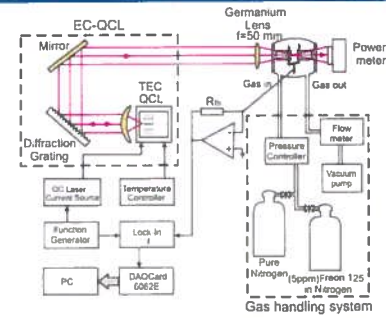 EC-QCL
Germanium
Lens
f=50 mm
Mirror
Power
meter
TEC
QCL
Gas in
Gas out
Diffraction
Grating
Flow
meter
Pressure
Controller
Vacuum
pump
QC Laser
Current Source
Temperature
Controller
Function
Generator
Lock in
PC
DAQCard
6062E
Pure
Nitrogen
(5ppm)Freon 125
in Nitrogen
Gas handling system